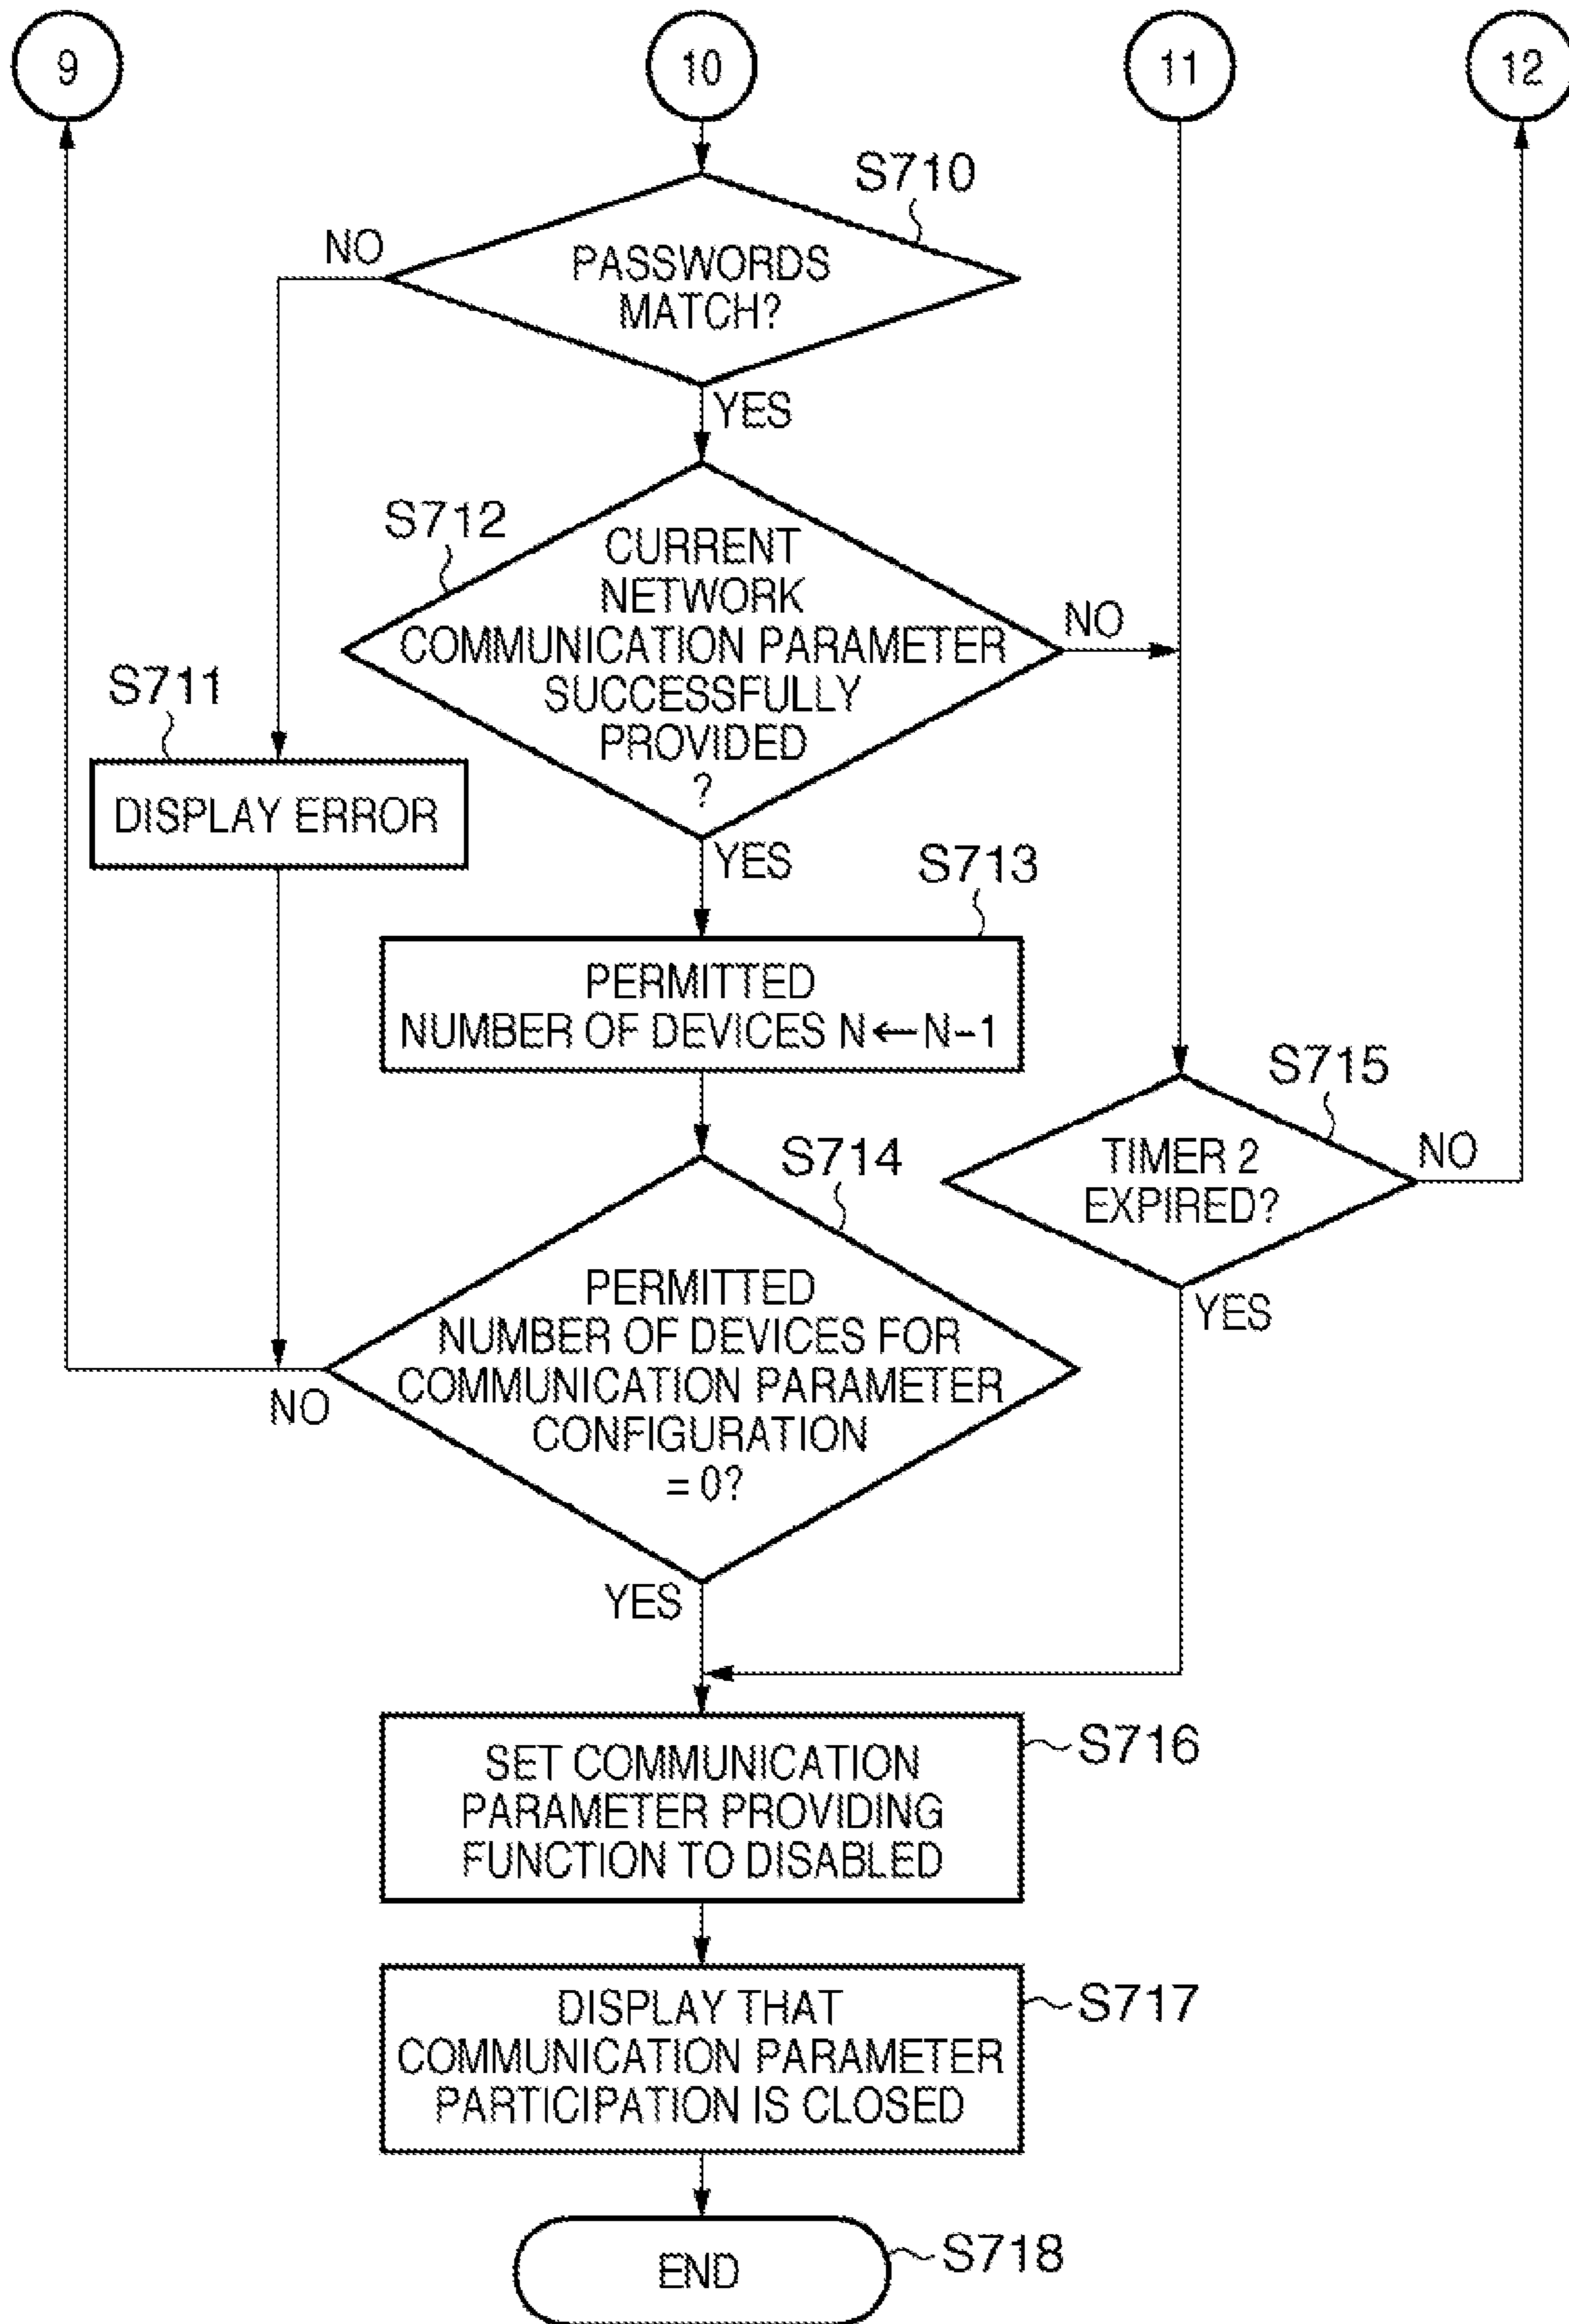 9
10
11
12
S710
NO
PASSWORDS
MATCH?
YES
S712
CURRENT
NETWORK
COMMUNICATION PARAMETER
SUCCESSFULLY
PROVIDED
?
NO
S711
DISPLAY ERROR
YES
S713
PERMITTED
NUMBER OF DEVICES N←N-1
S715
TIMER 2
EXPIRED?
NO
YES
S714
PERMITTED
NUMBER OF DEVICES FOR
COMMUNICATION PARAMETER
CONFIGURATION
= 0?
NO
YES
SET COMMUNICATION
PARAMETER PROVIDING
FUNCTION TO DISABLED
S716
DISPLAY THAT
COMMUNICATION PARAMETER
PARTICIPATION IS CLOSED
S717
END
S718